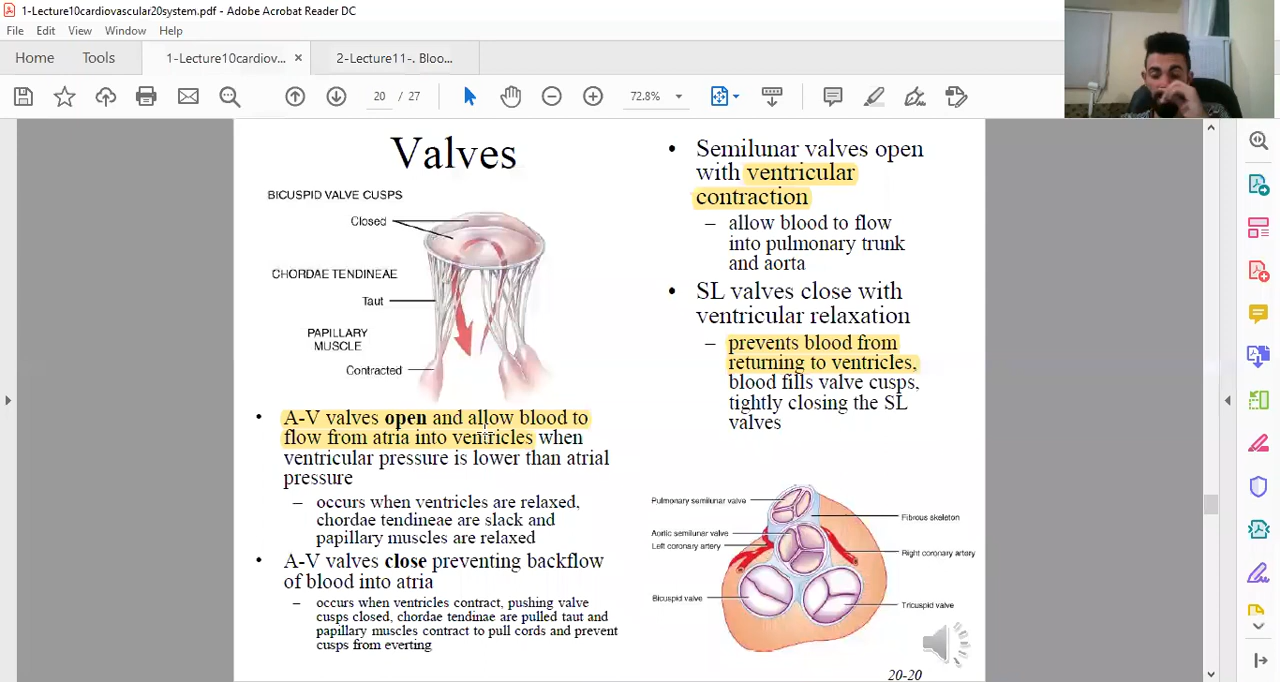 1-Lecture10cardiovascular20system.pdf - Adobe Acrobat Reader DC
File Edit View Window Help
Home Tools 1-Lecture10cardiov... × 2-Lecture11-. Bloo...
20 / 27 72.8%
Valves
BICUSPID VALVE CUSPS
Closed
CHORDAE TENDINEAE
Taut
PAPILLARY
MUSCLE
Contracted
• A-V valves open and allow blood to
flow from atria into ventricles when
ventricular pressure is lower than atrial
pressure
– occurs when ventricles are relaxed,
chordae tendineae are slack and
papillary muscles are relaxed
• A-V valves close preventing backflow
of blood into atria
– occurs when ventricles contract, pushing valve
cusps closed, chordae tendinae are pulled taut and
papillary muscles contract to pull cords and prevent
cusps from everting
• Semilunar valves open
with ventricular
contraction
– allow blood to flow
into pulmonary trunk
and aorta
• SL valves close with
ventricular relaxation
– prevents blood from
returning to ventricles,
blood fills valve cusps,
tightly closing the SL
valves
Pulmonary semilunar valve
Aortic semilunar valve
Left coronary artery
Bicuspid valve
Fibrous skeleton
Right coronary artery
Tricuspid valve
20-20